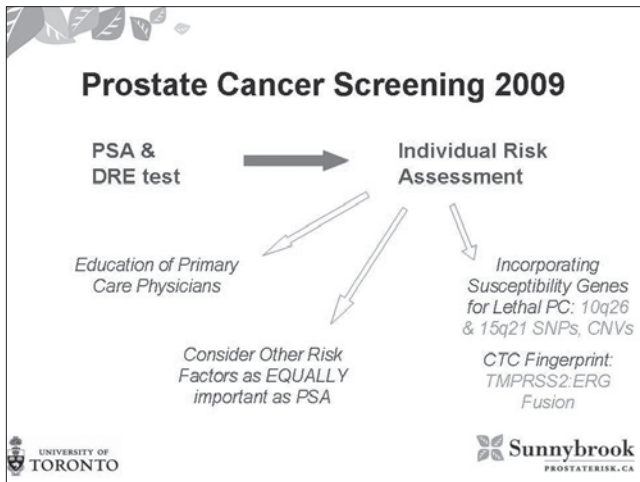 Prostate Cancer Screening 2009
PSA &
DRE test
Individual Risk
Assessment
Education of Primary
Care Physicians
Consider Other Risk
Factors as EQUALLY
important as PSA
Incorporating
Susceptibility Genes
for Lethal PC: 10q26
& 15q21 SNPs, CNVs
CTC Fingerprint:
TMPRSS2:ERG
Fusion
UNIVERSITY OF
TORONTO
Sunnybrook
PROSTATERISK.CA